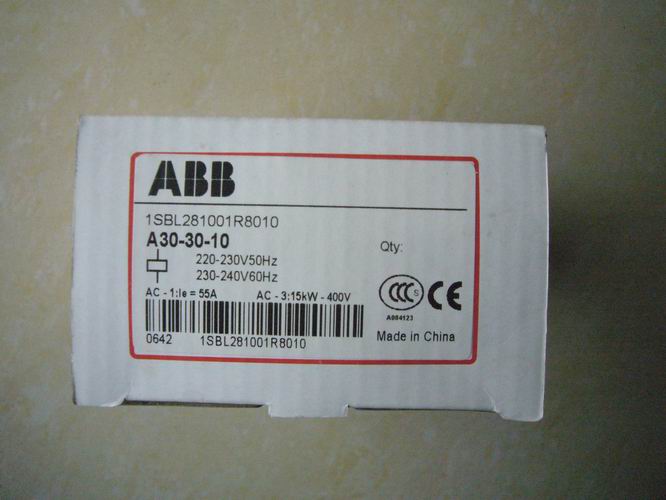 ABB
1SBL281001R8010
A30-30-10
Qty:
220-230V50Hz
230-240V60Hz
AC - 1:Ie = 55A AC - 3:15kW - 400V
CCC S CE
A084123
0642 1SBL281001R8010
Made in China